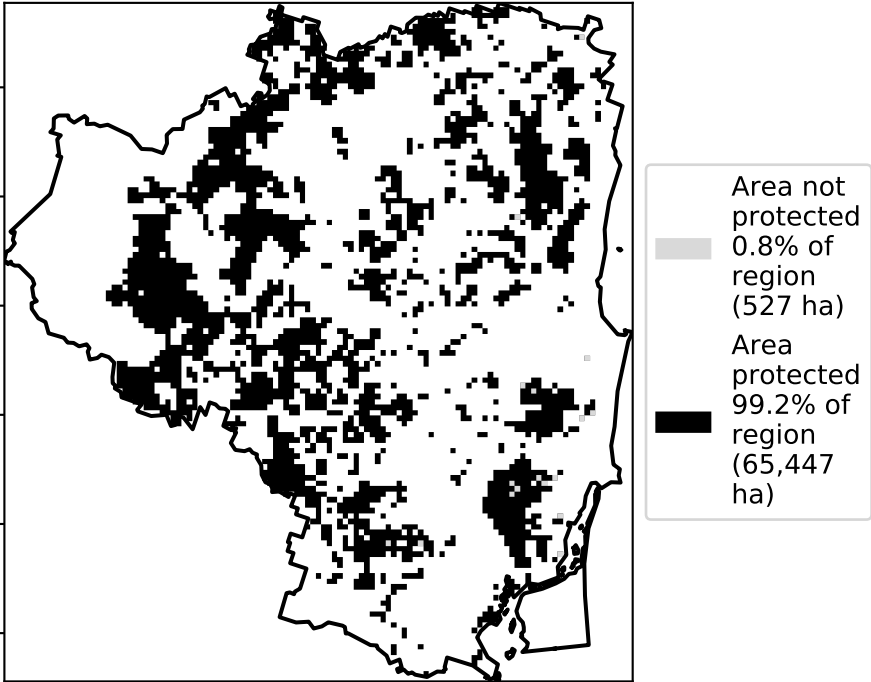 Area not
protected
0.8% of
region
(527 ha)
Area
protected
99.2% of
region
(65,447
ha)